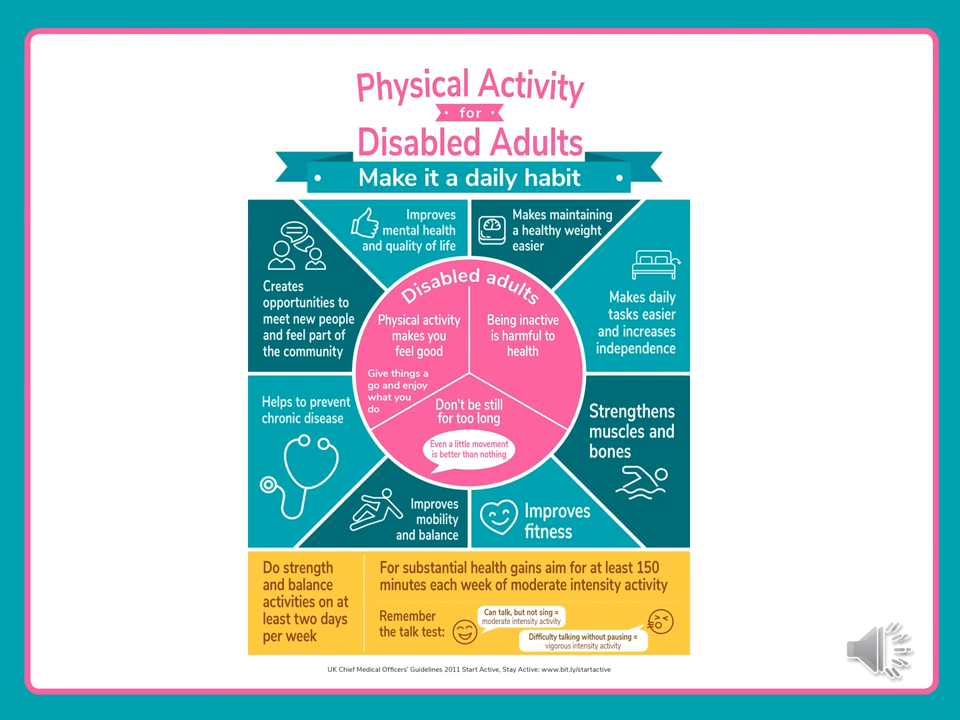 Physical Activity
for
Disabled Adults
Make it a daily habit
Improves
mental health
and quality of life
Makes maintaining
a healthy weight
easier
Creates
opportunities to
meet new people
and feel part of
the community
Makes daily
tasks easier
and increases
independence
Disabled adults
Physical activity
makes you
feel good
Give things a
go and enjoy
what you
do
Being inactive
is harmful to
health
Don't be still
for too long
Even a little movement
is better than nothing
Helps to prevent
chronic disease
Strengthens
muscles and
bones
Improves
mobility
and balance
Improves
fitness
Do strength
and balance
activities on at
least two days
per week
For substantial health gains aim for at least 150
minutes each week of moderate intensity activity
Remember
the talk test:
Can talk, but not sing =
moderate intensity activity
Difficulty talking without pausing =
vigorous intensity activity
UK Chief Medical Officers' Guidelines 2011 Start Active, Stay Active: www.bit.ly/startactive